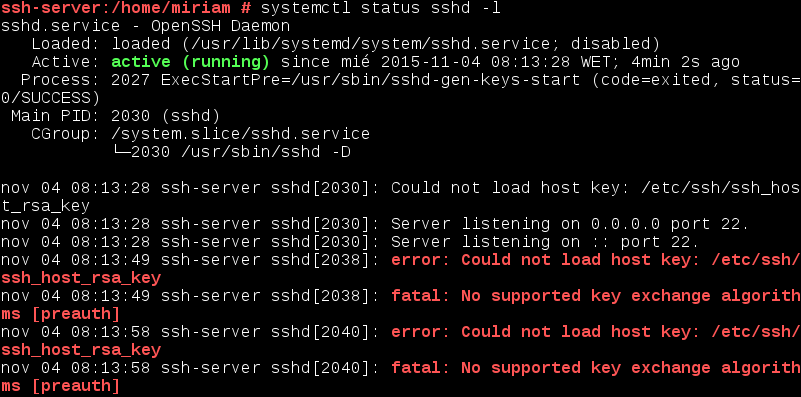 ssh-server:/home/miriam # systemctl status sshd -l
sshd.service - OpenSSH Daemon
   Loaded: loaded (/usr/lib/systemd/system/sshd.service; disabled)
   Active: active (running) since mié 2015-11-04 08:13:28 WET; 4min 2s ago
  Process: 2027 ExecStartPre=/usr/sbin/sshd-gen-keys-start (code=exited, status=
0/SUCCESS)
 Main PID: 2030 (sshd)
   CGroup: /system.slice/sshd.service
           └─2030 /usr/sbin/sshd -D

nov 04 08:13:28 ssh-server sshd[2030]: Could not load host key: /etc/ssh/ssh_hos
t_rsa_key
nov 04 08:13:28 ssh-server sshd[2030]: Server listening on 0.0.0.0 port 22.
nov 04 08:13:28 ssh-server sshd[2030]: Server listening on :: port 22.
nov 04 08:13:49 ssh-server sshd[2038]: error: Could not load host key: /etc/ssh/
ssh_host_rsa_key
nov 04 08:13:49 ssh-server sshd[2038]: fatal: No supported key exchange algorith
ms [preauth]
nov 04 08:13:58 ssh-server sshd[2040]: error: Could not load host key: /etc/ssh/
ssh_host_rsa_key
nov 04 08:13:58 ssh-server sshd[2040]: fatal: No supported key exchange algorith
ms [preauth]